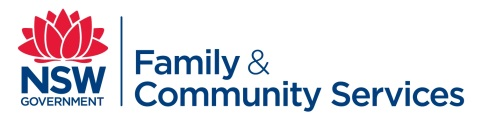 NSW
GOVERNMENT
Family &
Community Services